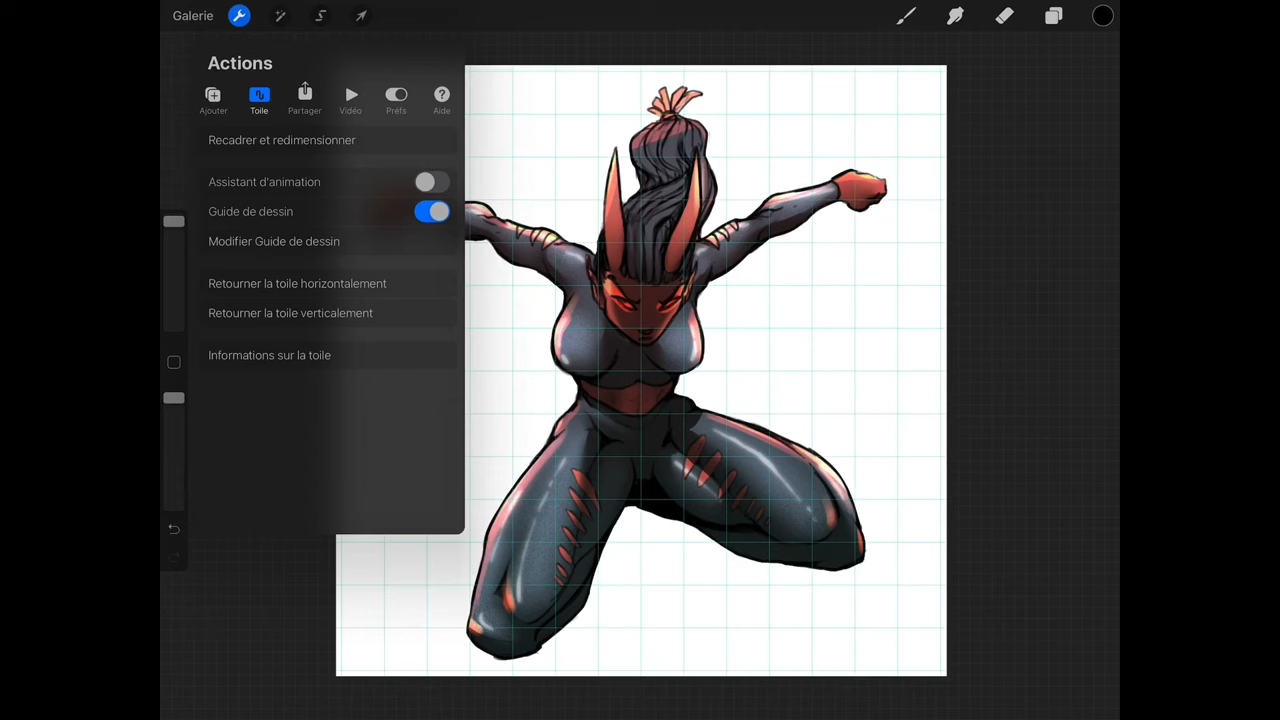 Galerie
Actions
Ajouter Toile Partager Vidéo Préfs Aide
Recadrer et redimensionner
Assistant d'animation
Guide de dessin
Modifier Guide de dessin
Retourner la toile horizontalement
Retourner la toile verticalement
Informations sur la toile